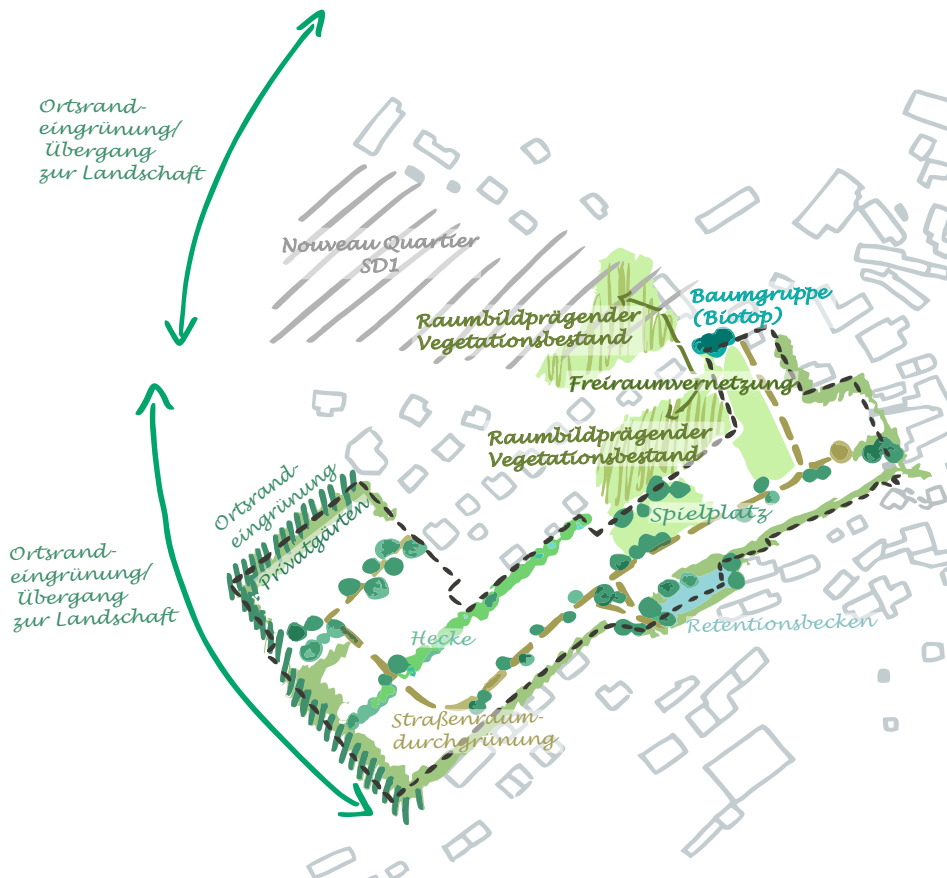 Ortsrand-
eingrünung/
Übergang
zur Landschaft
Nouveau Quartier
SD1
Baumgruppe
(Biotop)
Raumbildprägender
Vegetationsbestand
Freiraumvernetzung
Raumbildprägender
Vegetationsbestand
Ortsrand-
eingrünung
Privatgärten
Spielplatz
Ortsrand-
eingrünung/
Übergang
zur Landschaft
Hecke
Retentionsbecken
Straßenraum-
durchgrünung